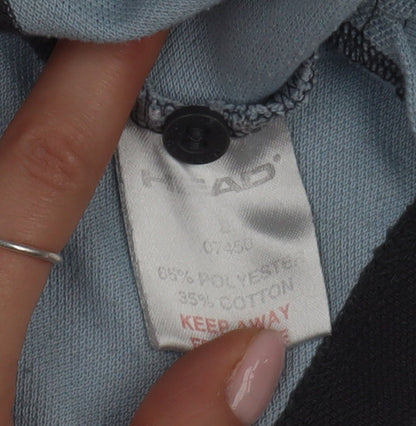 HEAD
07450
65% POLYESTER
35% COTTON
KEEP AWAY